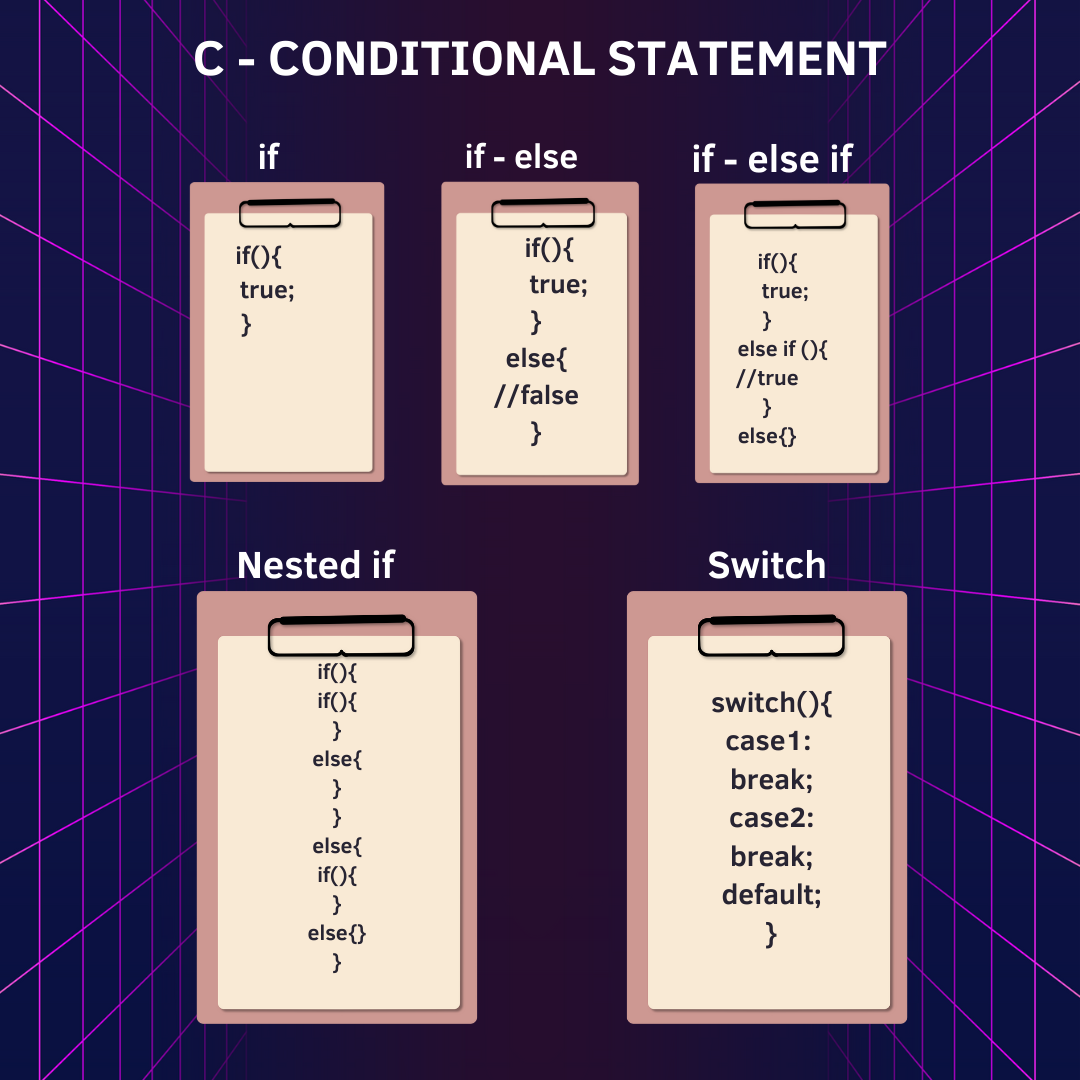 C - CONDITIONAL STATEMENT
if
if(){
true;
}
if - else
if(){
true;
}
else{
//false
}
if - else if
if(){
true;
}
else if (){
//true
}
else{}
Nested if
if(){
if(){
}
else{
}
}
else{
if(){
}
else{}
}
Switch
switch(){
case1:
break;
case2:
break;
default;
}